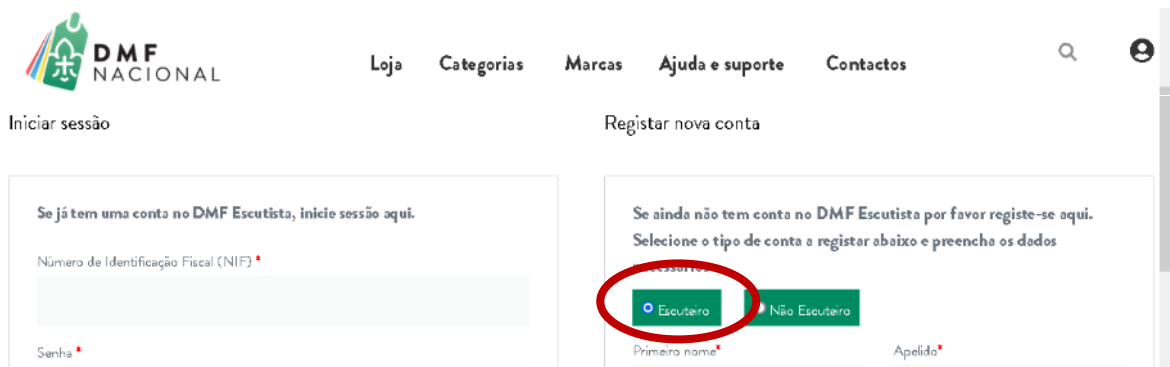 DMF
NACIONAL
Loja Categorias Marcas Ajuda e suporte Contactos
Iniciar sessão
Se já tem uma conta no DMF Escutista, inicie sessão aqui.
Número de Identificação Fiscal (NIF) *
Senha *
Registar nova conta
Se ainda não tem conta no DMF Escutista por favor registe-se aqui.
Selecione o tipo de conta a registar abaixo e preencha os dados
necessários
Escuteiro Não Escuteiro
Primeiro nome* Apelido*